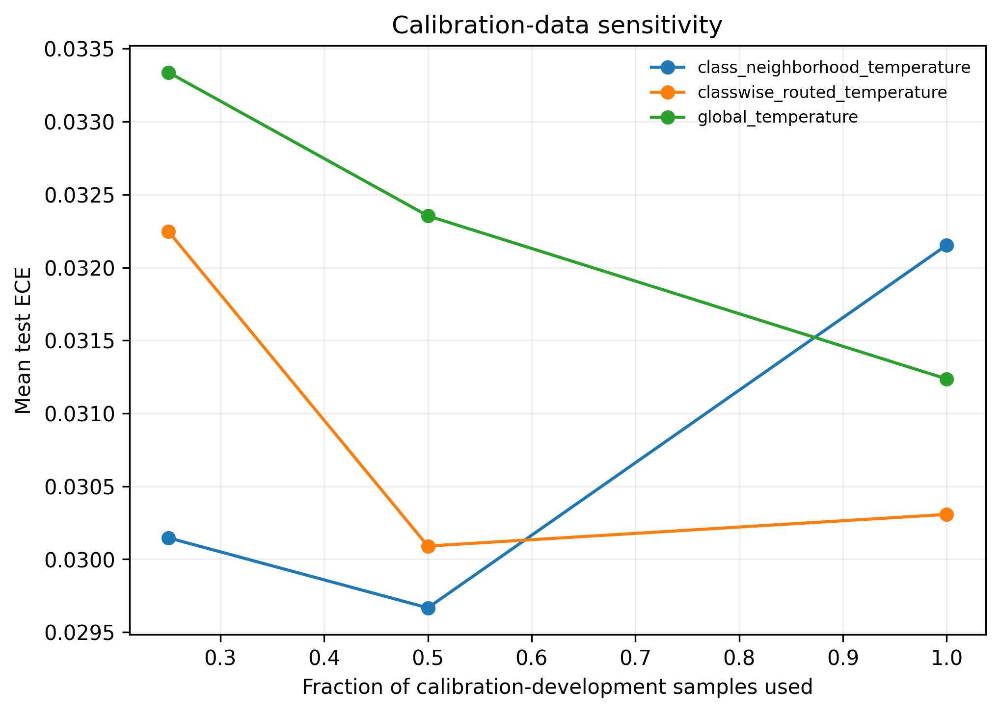 Calibration-data sensitivity
0.0335
0.0330
0.0325
0.0320
0.0315
0.0310
0.0305
0.0300
0.0295
Mean test ECE
class_neighborhood_temperature
classwise_routed_temperature
global_temperature
0.3 0.4 0.5 0.6 0.7 0.8 0.9 1.0
Fraction of calibration-development samples used